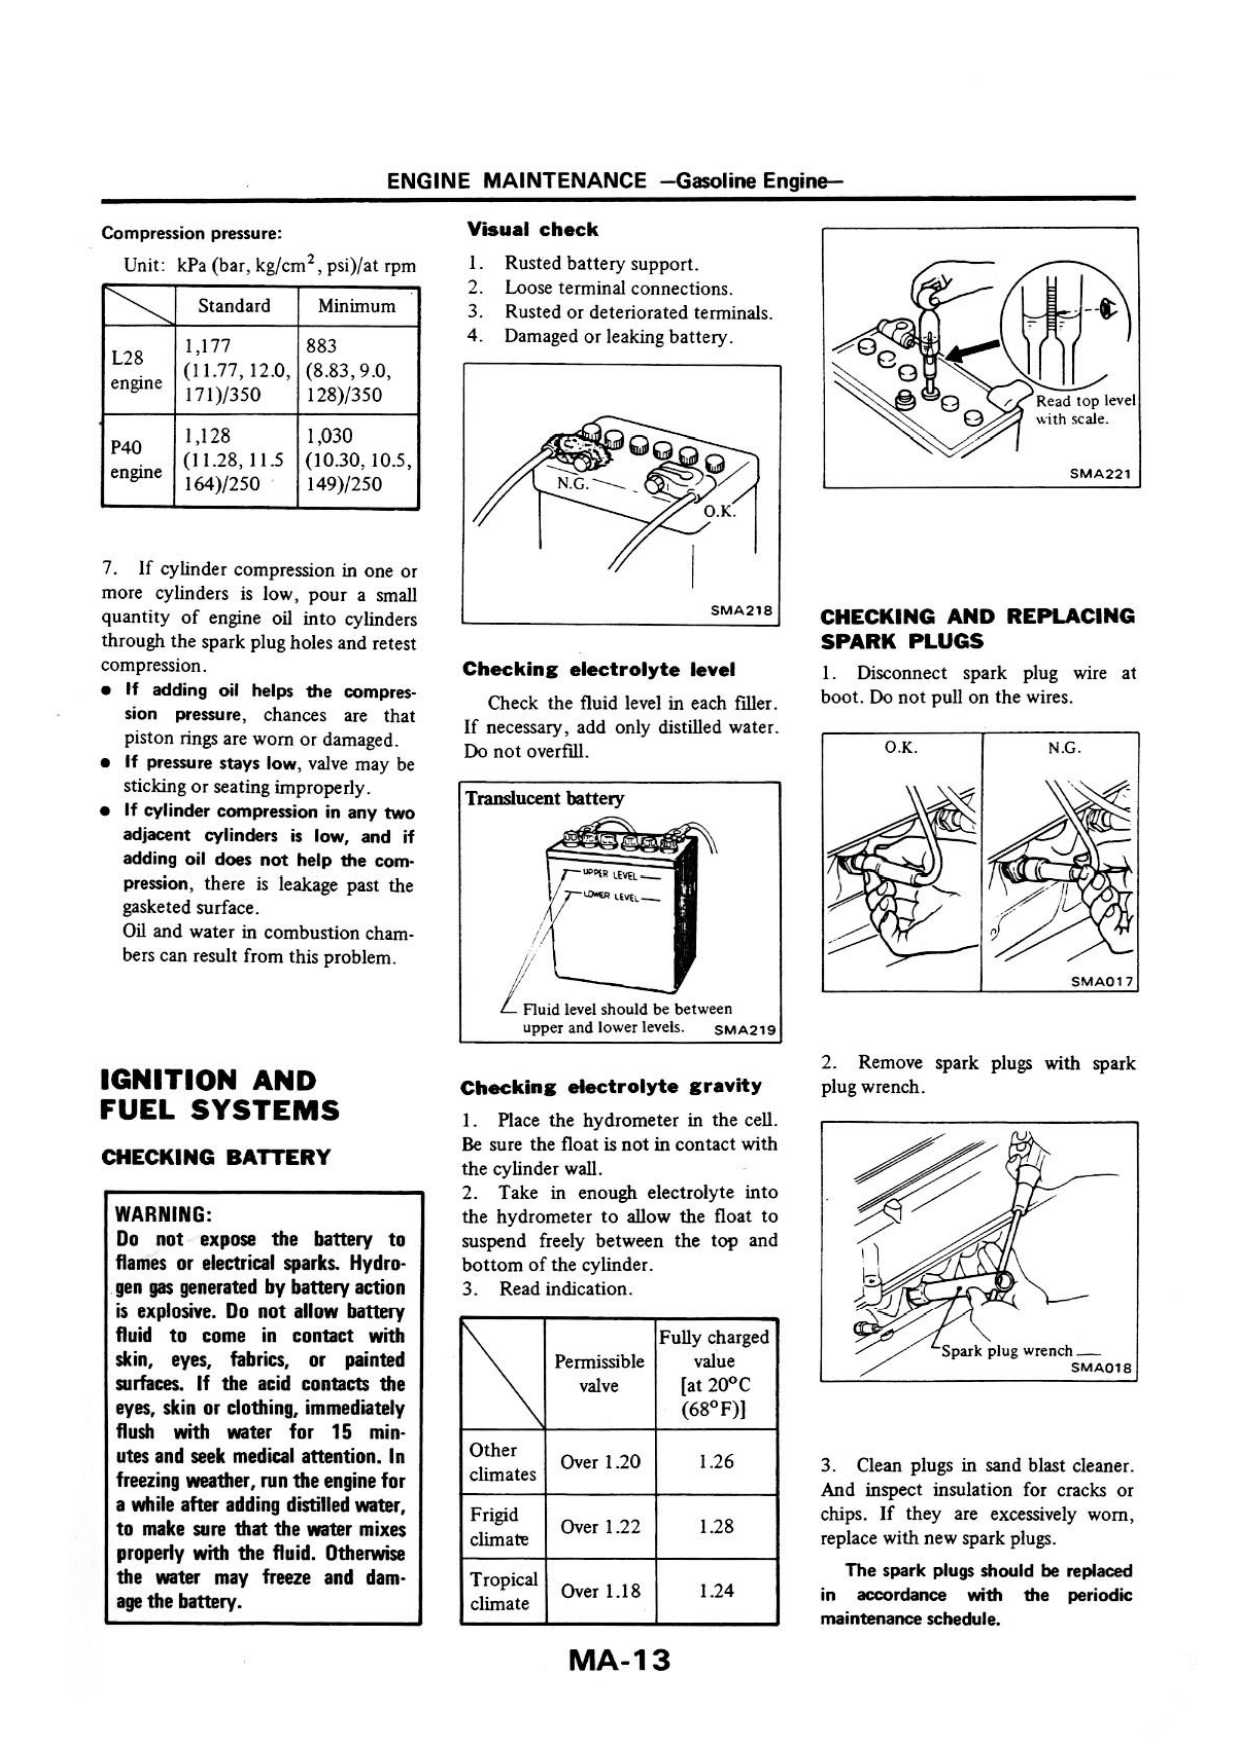 ENGINE MAINTENANCE —Gasoline Engine—
Compression pressure:
Unit: kPa (bar, kg/cm², psi)/at rpm
Standard Minimum
L28 engine
1,177 (11.77, 12.0, 171)/350
883 (8.83, 9.0, 128)/350
P40 engine
1,128 (11.28, 11.5 164)/250
1,030 (10.30, 10.5, 149)/250
7. If cylinder compression in one or
more cylinders is low, pour a small
quantity of engine oil into cylinders
through the spark plug holes and retest
compression.
● If adding oil helps the compres-
sion pressure, chances are that
piston rings are worn or damaged.
● If pressure stays low, valve may be
sticking or seating improperly.
● If cylinder compression in any two
adjacent cylinders is low, and if
adding oil does not help the com-
pression, there is leakage past the
gasketed surface.
Oil and water in combustion cham-
bers can result from this problem.
IGNITION AND
FUEL SYSTEMS
CHECKING BATTERY
WARNING:
Do not expose the battery to
flames or electrical sparks. Hydro-
gen gas generated by battery action
is explosive. Do not allow battery
fluid to come in contact with
skin, eyes, fabrics, or painted
surfaces. If the acid contacts the
eyes, skin or clothing, immediately
flush with water for 15 min-
utes and seek medical attention. In
freezing weather, run the engine for
a while after adding distilled water,
to make sure that the water mixes
properly with the fluid. Otherwise
the water may freeze and dam-
age the battery.
Visual check
1. Rusted battery support.
2. Loose terminal connections.
3. Rusted or deteriorated terminals.
4. Damaged or leaking battery.
N.G.
O.K.
SMA218
Checking electrolyte level
Check the fluid level in each filler.
If necessary, add only distilled water.
Do not overfill.
Translucent battery
UPPER LEVEL
LOWER LEVEL
Fluid level should be between
upper and lower levels. SMA219
Checking electrolyte gravity
1. Place the hydrometer in the cell.
Be sure the float is not in contact with
the cylinder wall.
2. Take in enough electrolyte into
the hydrometer to allow the float to
suspend freely between the top and
bottom of the cylinder.
3. Read indication.
Permissible valve
Fully charged value [at 20°C (68°F)]
Other climates Over 1.20 1.26
Frigid climate Over 1.22 1.28
Tropical climate Over 1.18 1.24
Read top level
with scale.
SMA221
CHECKING AND REPLACING
SPARK PLUGS
1. Disconnect spark plug wire at
boot. Do not pull on the wires.
O.K. N.G.
SMA017
2. Remove spark plugs with spark
plug wrench.
Spark plug wrench
SMA018
3. Clean plugs in sand blast cleaner.
And inspect insulation for cracks or
chips. If they are excessively worn,
replace with new spark plugs.
The spark plugs should be replaced
in accordance with the periodic
maintenance schedule.
MA-13